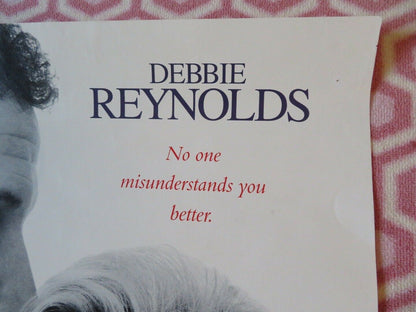 DEBBIE
REYNOLDS
No one
misunderstands you
better.